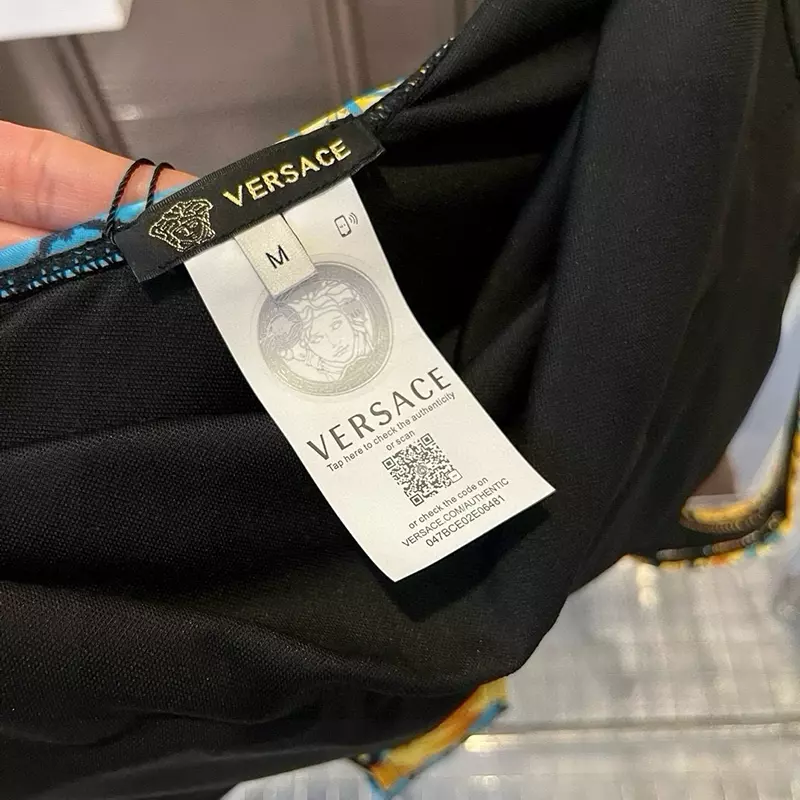 VERSACE
M
VERSACE
Tap here to check the authenticity
or scan
or check the code on
VERSACE.COM/AUTHENTIC
047BCE02E06481